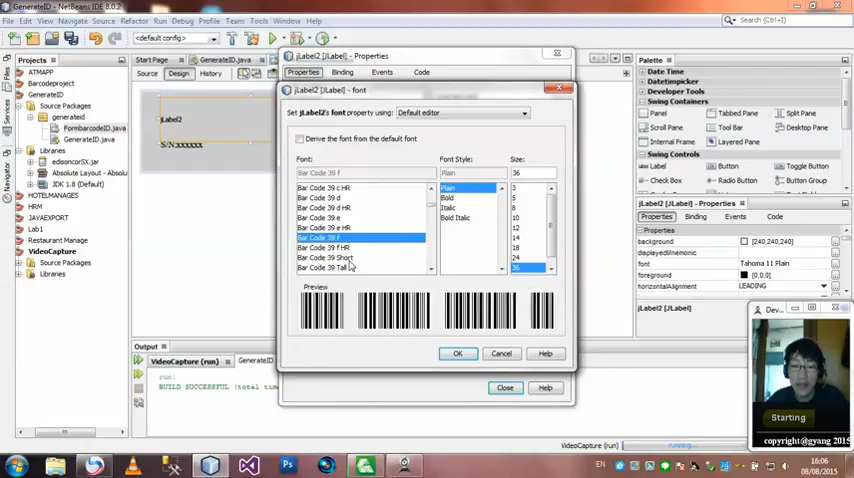 GenerateID - NetBeans IDE 8.0.2
File Edit View Navigate Source Refactor Run Debug Profile Team Tools Window Help
Search (Ctrl+I)
<default config>
Projects
Files
Services
Navigator
ATMAPP
Barcodeproject
GenerateID
Source Packages
generateid
FormbarcodeID.java
GenerateID.java
Libraries
edsoncorSX.jar
Absolute Layout -
JDK 1.8 (Default)
HOTELMANAGES
HRM
JAVAEXPORT
Lab1
Restaurant Manage
VideoCapture
Source Packages
Libraries
Start Page
GenerateID.java
Source Design History
jLabel2
S/N:xxxxxx
jLabel2 [JLabel] - Properties
Properties Binding Events Code
jLabel2 [JLabel] - font
Set jLabel2's font property using: Default editor
Derive the font from the default font
Font: Font Style: Size:
Bar Code 39 f Plain 36
Bar Code 39 c HR
Bar Code 39 d
Bar Code 39 d HR
Bar Code 39 e
Bar Code 39 e HR
Bar Code 39 f
Bar Code 39 f HR
Bar Code 39 Short
Bar Code 39 Tall
Plain
Bold
Italic
Bold Italic
3
5
8
10
12
14
18
24
36
Preview
OK Cancel Help
Close Help
Palette
Date Time
Developer Tools
Swing Containers
Panel Tabbed Pane Split Pane
Scroll Pane Tool Bar Desktop Pane
Internal Frame Layered Pane
Swing Controls
Label Button Toggle Button
Check Box Radio Button Button Group
jLabel2 [JLabel] - Properties
Properties Binding Events Code
Properties
background [240,240,240]
displayedMnemonic
font Tahoma 11 Plain
foreground [0,0,0]
horizontalAlignment LEADING
jLabel2 [JLabel]
Output
VideoCapture (run) GenerateID
run:
BUILD SUCCESSFUL (total time
VideoCapture (run) running...
Dev...
Starting
copyright@gyang 2015
EN
16:06
08/08/2015